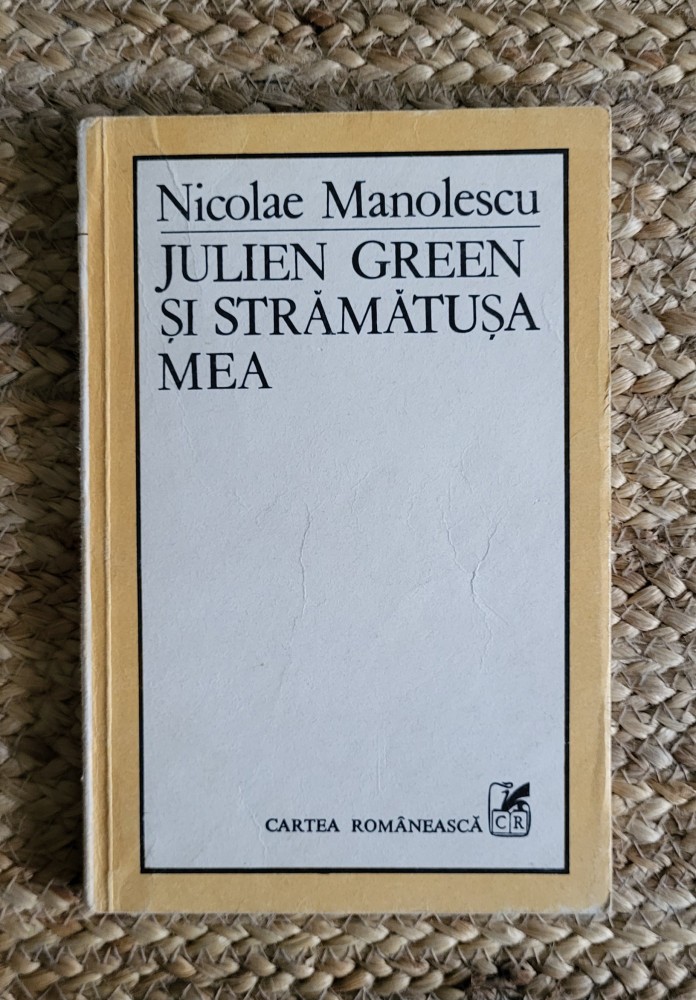 Nicolae Manolescu
JULIEN GREEN
ȘI STRĂMĂTUȘA
MEA
CARTEA ROMÂNEASCĂ
CR